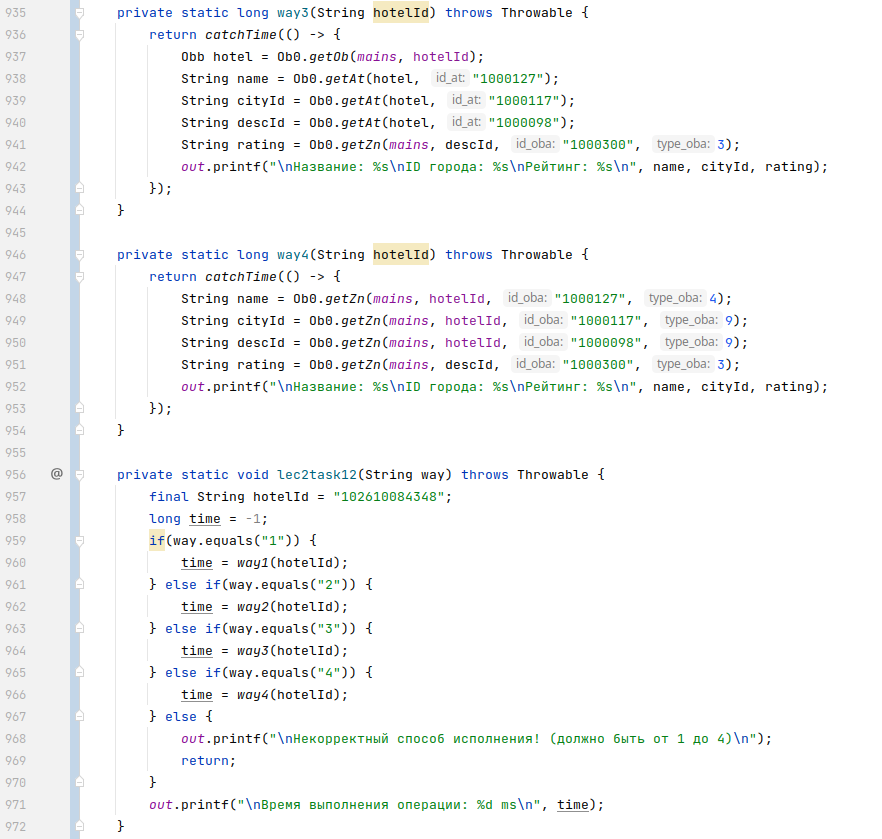 935 private static long way3(String hotelId) throws Throwable {
936 return catchTime(() -> {
937 Obb hotel = Ob0.getOb(mains, hotelId);
938 String name = Ob0.getAt(hotel, id_at: "1000127");
939 String cityId = Ob0.getAt(hotel, id_at: "1000117");
940 String descId = Ob0.getAt(hotel, id_at: "1000098");
941 String rating = Ob0.getZn(mains, descId, id_oba: "1000300", type_oba: 3);
942 out.printf("\nНазвание: %s\nID города: %s\nРейтинг: %s\n", name, cityId, rating);
943 });
944 }
945
946 private static long way4(String hotelId) throws Throwable {
947 return catchTime(() -> {
948 String name = Ob0.getZn(mains, hotelId, id_oba: "1000127", type_oba: 4);
949 String cityId = Ob0.getZn(mains, hotelId, id_oba: "1000117", type_oba: 9);
950 String descId = Ob0.getZn(mains, hotelId, id_oba: "1000098", type_oba: 9);
951 String rating = Ob0.getZn(mains, descId, id_oba: "1000300", type_oba: 3);
952 out.printf("\nНазвание: %s\nID города: %s\nРейтинг: %s\n", name, cityId, rating);
953 });
954 }
955
956 @ private static void lec2task12(String way) throws Throwable {
957 final String hotelId = "102610084348";
958 long time = -1;
959 if(way.equals("1")) {
960 time = way1(hotelId);
961 } else if(way.equals("2")) {
962 time = way2(hotelId);
963 } else if(way.equals("3")) {
964 time = way3(hotelId);
965 } else if(way.equals("4")) {
966 time = way4(hotelId);
967 } else {
968 out.printf("\nНекорректный способ исполнения! (должно быть от 1 до 4)\n");
969 return;
970 }
971 out.printf("\nВремя выполнения операции: %d ms\n", time);
972 }